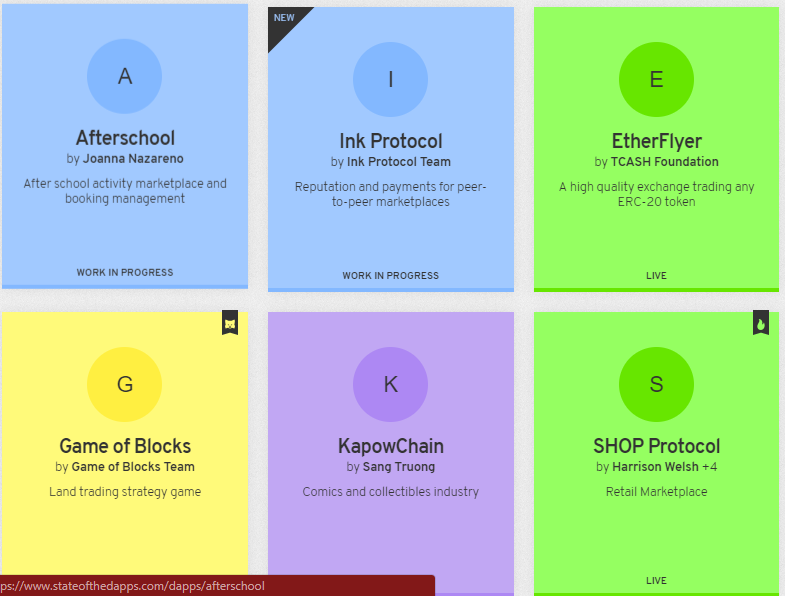 A
Afterschool
by Joanna Nazareno
After school activity marketplace and
booking management
WORK IN PROGRESS
NEW
I
Ink Protocol
by Ink Protocol Team
Reputation and payments for peer-
to-peer marketplaces
WORK IN PROGRESS
E
EtherFlyer
by TCASH Foundation
A high quality exchange trading any
ERC-20 token
LIVE
G
Game of Blocks
by Game of Blocks Team
Land trading strategy game
K
KapowChain
by Sang Truong
Comics and collectibles industry
S
SHOP Protocol
by Harrison Welsh +4
Retail Marketplace
LIVE
ps://www.stateofthedapps.com/dapps/afterschool